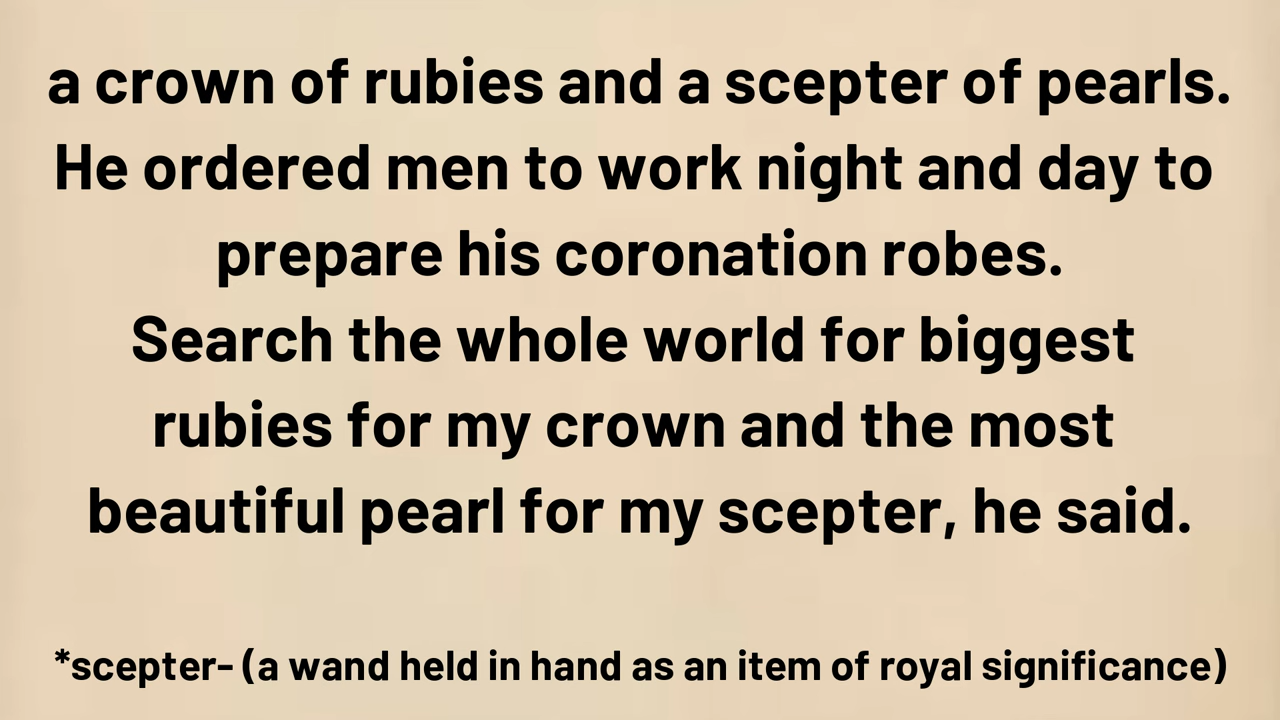 a crown of rubies and a scepter of pearls.
He ordered men to work night and day to
prepare his coronation robes.
Search the whole world for biggest
rubies for my crown and the most
beautiful pearl for my scepter, he said.
*scepter- (a wand held in hand as an item of royal significance)